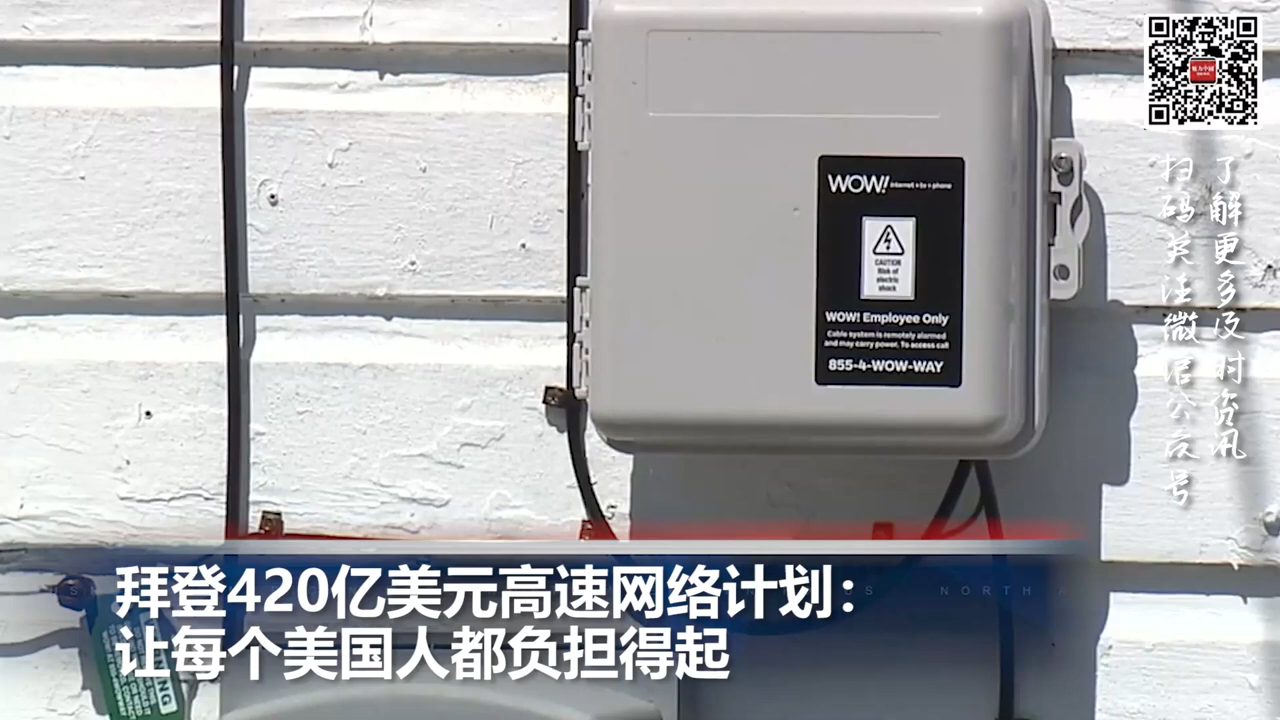 WOW! internet + tv + phone
CAUTION
Risk of
electric
shock
WOW! Employee Only
Cable system is remotely alarmed
and may carry power. To access call
855-4-WOW-WAY
了解更多及时资讯
扫码关注微信公众号
拜登420亿美元高速网络计划：
让每个美国人都负担得起
NORTH A